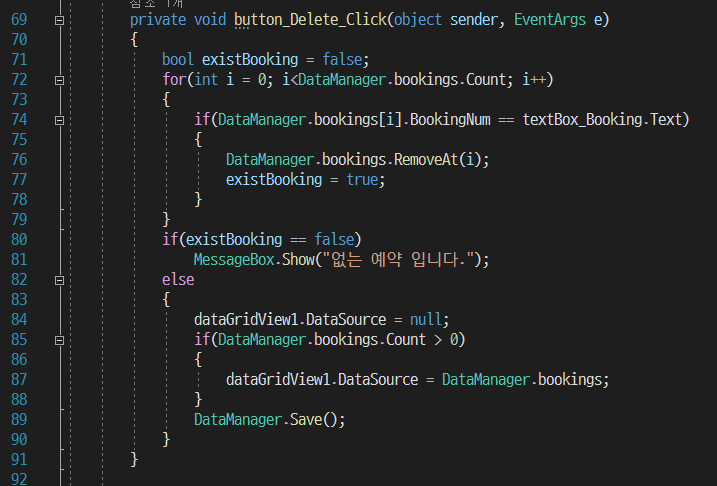 참조 1개
69 private void button_Delete_Click(object sender, EventArgs e)
70 {
71 bool existBooking = false;
72 for(int i = 0; i<DataManager.bookings.Count; i++)
73 {
74 if(DataManager.bookings[i].BookingNum == textBox_Booking.Text)
75 {
76 DataManager.bookings.RemoveAt(i);
77 existBooking = true;
78 }
79 }
80 if(existBooking == false)
81 MessageBox.Show("없는 예약 입니다.");
82 else
83 {
84 dataGridView1.DataSource = null;
85 if(DataManager.bookings.Count > 0)
86 {
87 dataGridView1.DataSource = DataManager.bookings;
88 }
89 DataManager.Save();
90 }
91 }
92